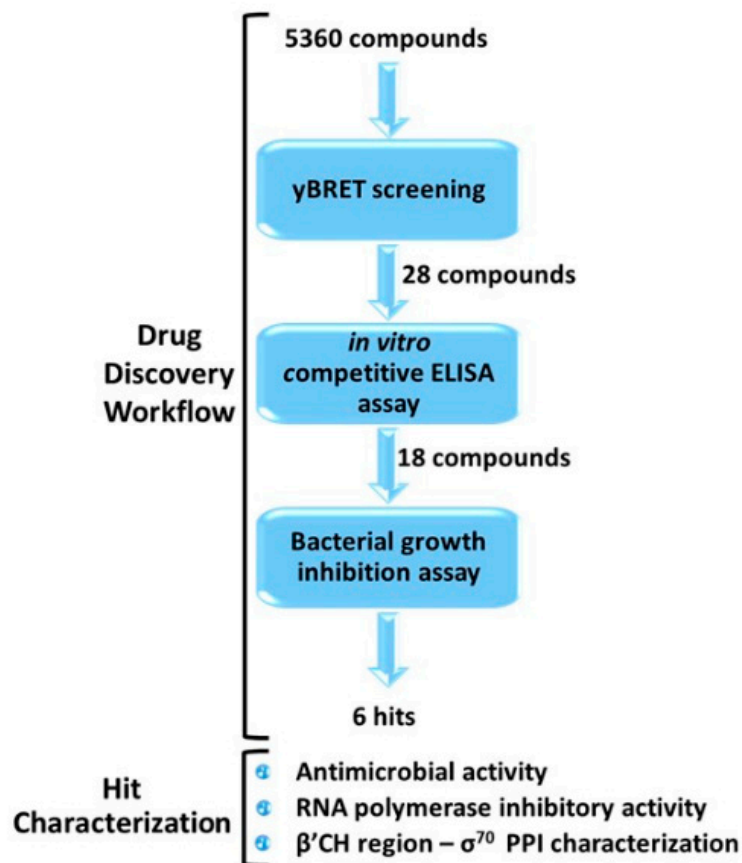 5360 compounds
yBRET screening
28 compounds
in vitro
competitive ELISA
assay
18 compounds
Bacterial growth
inhibition assay
6 hits
Drug
Discovery
Workflow
Hit
Characterization
Antimicrobial activity
RNA polymerase inhibitory activity
β’CH region – σ⁷⁰ PPI characterization